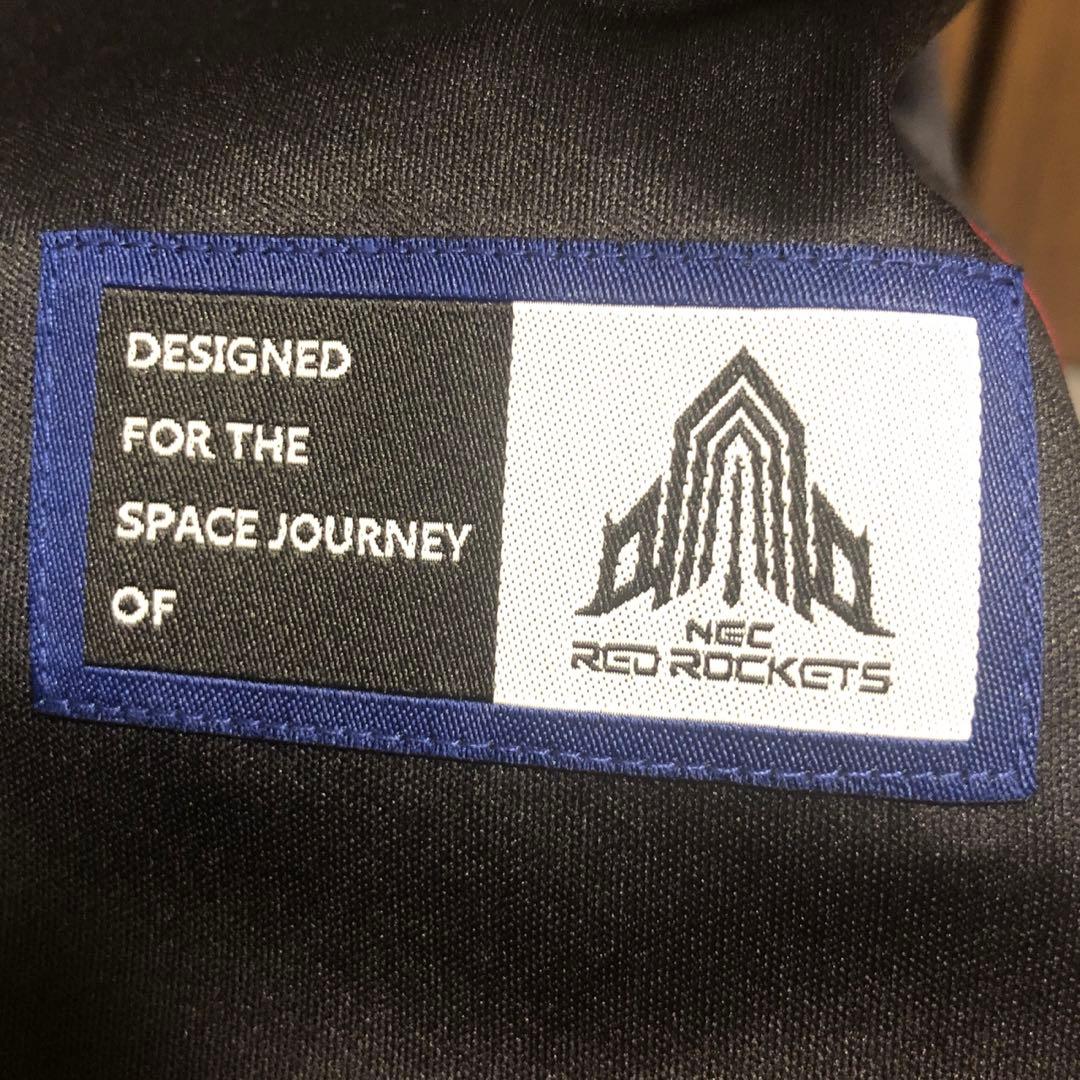 DESIGNED
FOR THE
SPACE JOURNEY
OF
NEC
RED ROCKETS